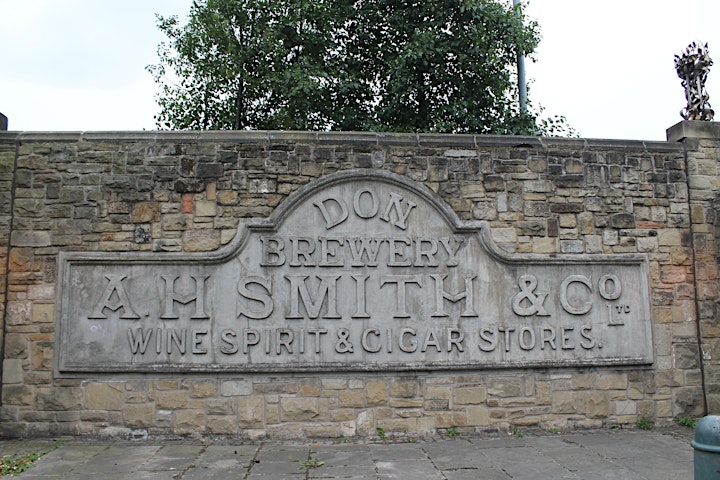 DON
BREWERY
A. H. SMITH & CO LTD
WINE SPIRIT & CIGAR STORES.